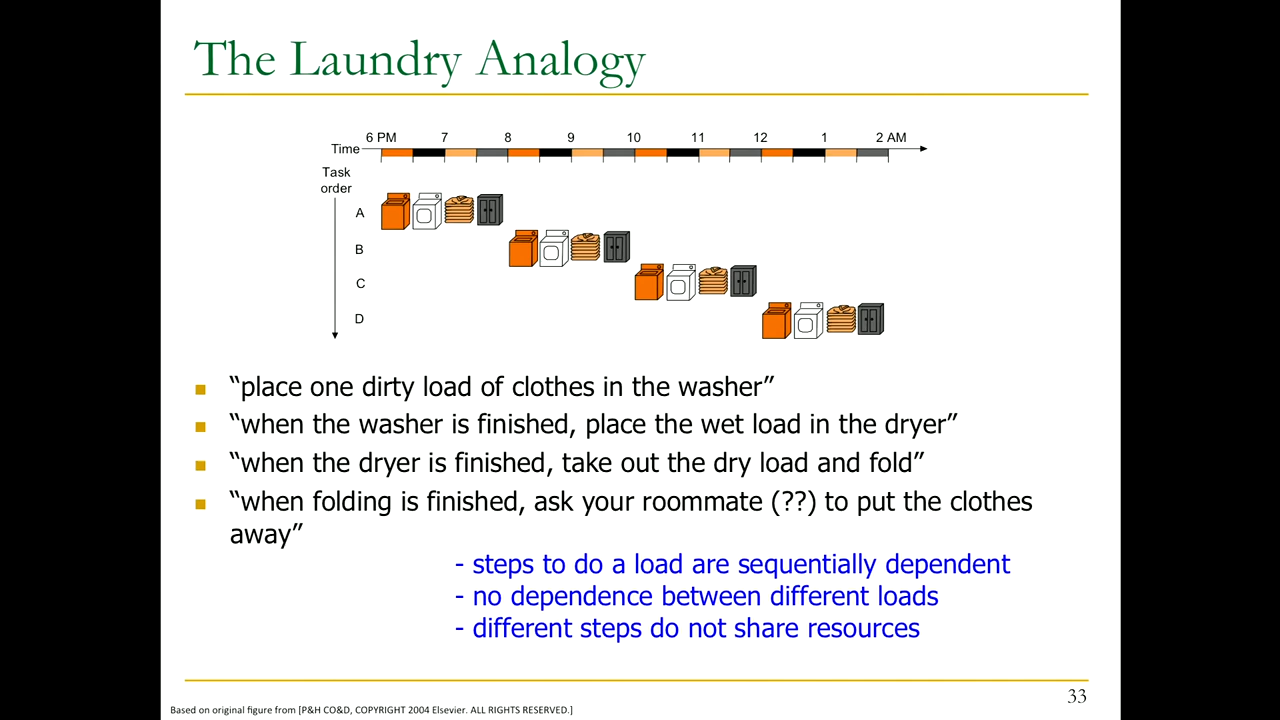 The Laundry Analogy
6 PM 7 8 9 10 11 12 1 2 AM
Time
Task
order
A
B
C
D
“place one dirty load of clothes in the washer”
“when the washer is finished, place the wet load in the dryer”
“when the dryer is finished, take out the dry load and fold”
“when folding is finished, ask your roommate (??) to put the clothes
away”
- steps to do a load are sequentially dependent
- no dependence between different loads
- different steps do not share resources
33
Based on original figure from [P&H CO&D, COPYRIGHT 2004 Elsevier. ALL RIGHTS RESERVED.]